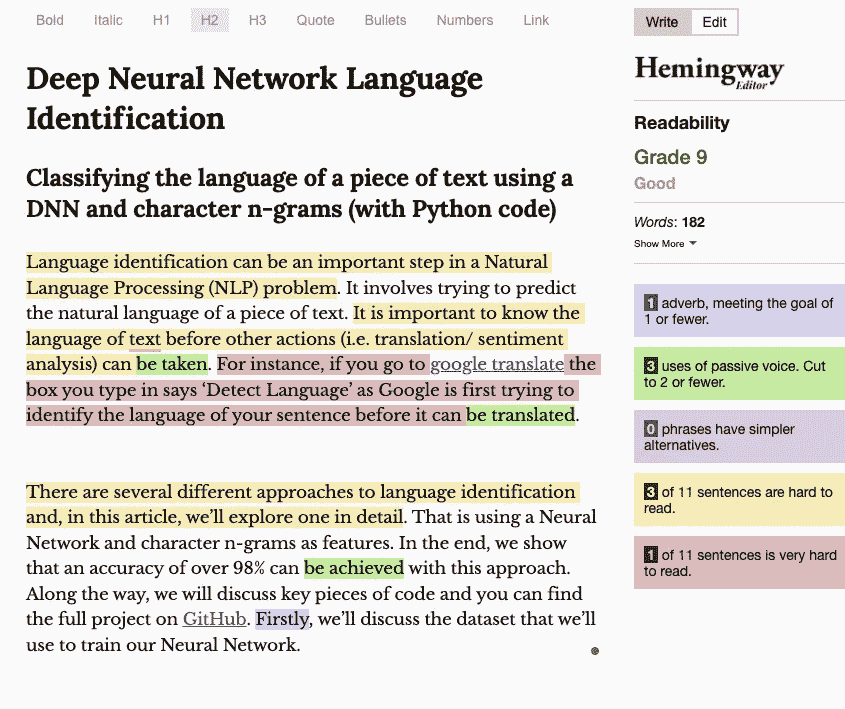 Bold Italic H1 H2 H3 Quote Bullets Numbers Link
Write Edit
Deep Neural Network Language
Identification
Classifying the language of a piece of text using a
DNN and character n-grams (with Python code)
Language identification can be an important step in a Natural
Language Processing (NLP) problem. It involves trying to predict
the natural language of a piece of text. It is important to know the
language of text before other actions (i.e. translation/ sentiment
analysis) can be taken. For instance, if you go to google translate the
box you type in says ‘Detect Language’ as Google is first trying to
identify the language of your sentence before it can be translated.
There are several different approaches to language identification
and, in this article, we’ll explore one in detail. That is using a Neural
Network and character n-grams as features. In the end, we show
that an accuracy of over 98% can be achieved with this approach.
Along the way, we will discuss key pieces of code and you can find
the full project on GitHub. Firstly, we’ll discuss the dataset that we’ll
use to train our Neural Network.
Hemingway
Editor
Readability
Grade 9
Good
Words: 182
Show More
1 adverb, meeting the goal of
1 or fewer.
3 uses of passive voice. Cut
to 2 or fewer.
0 phrases have simpler
alternatives.
3 of 11 sentences are hard to
read.
1 of 11 sentences is very hard
to read.